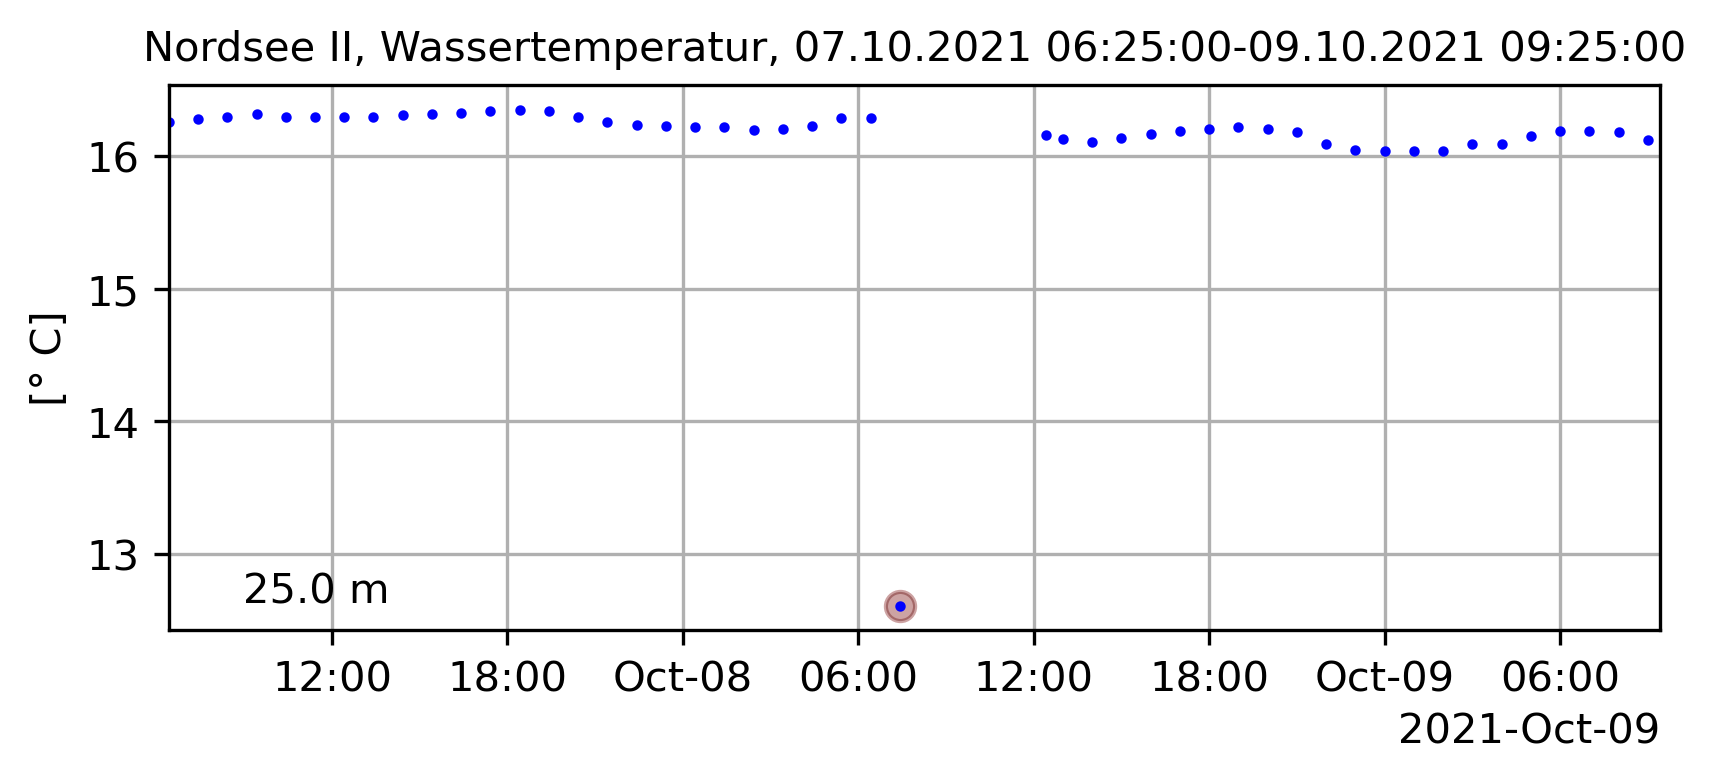 Nordsee II, Wassertemperatur, 07.10.2021 06:25:00-09.10.2021 09:25:00
16
15
14
13
[° C]
25.0 m
12:00 18:00 Oct-08 06:00 12:00 18:00 Oct-09 06:00
2021-Oct-09